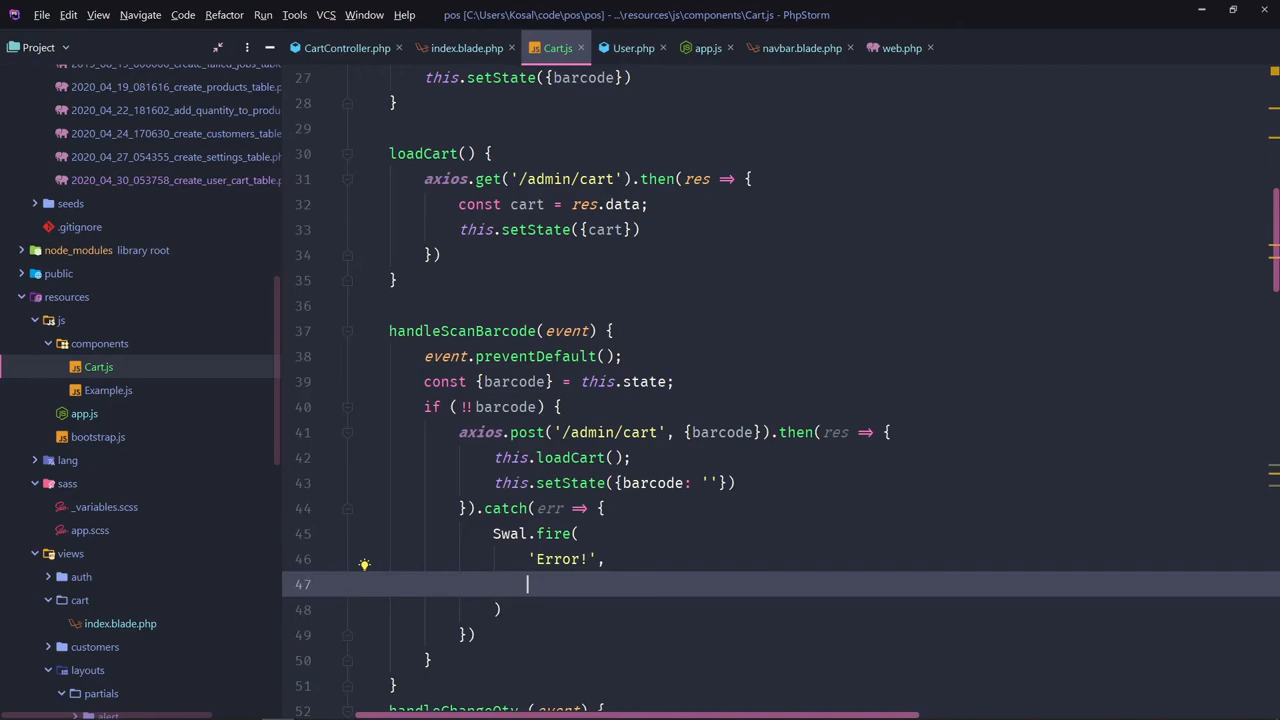 File Edit View Navigate Code Refactor Run Tools VCS Window Help pos [C:\Users\Kosal\code\pos\pos] - ...\resources\js\components\Cart.js - PhpStorm
Project CartController.php index.blade.php Cart.js User.php app.js navbar.blade.php web.php
2020_04_19_081616_create_products_table.p
2020_04_22_181602_add_quantity_to_produ
2020_04_24_170630_create_customers_table
2020_04_27_054355_create_settings_table.ph
2020_04_30_053758_create_user_cart_table.
seeds
.gitignore
node_modules library root
public
resources
js
components
Cart.js
Example.js
app.js
bootstrap.js
lang
sass
_variables.scss
app.scss
views
auth
cart
index.blade.php
customers
layouts
partials
alert
27 this.setState({barcode})
28 }
29
30 loadCart() {
31 axios.get('/admin/cart').then(res => {
32 const cart = res.data;
33 this.setState({cart})
34 })
35 }
36
37 handleScanBarcode(event) {
38 event.preventDefault();
39 const {barcode} = this.state;
40 if (!!barcode) {
41 axios.post('/admin/cart', {barcode}).then(res => {
42 this.loadCart();
43 this.setState({barcode: ''})
44 }).catch(err => {
45 Swal.fire(
46 'Error!',
47
48 )
49 })
50 }
51 }
52 handleChangeQty (event) {